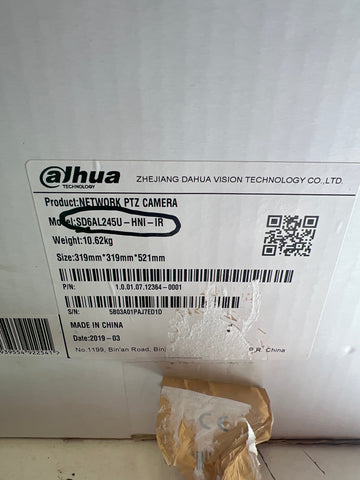 alhua
TECHNOLOGY
ZHEJIANG DAHUA VISION TECHNOLOGY CO.,LTD.
Product:NETWORK PTZ CAMERA
Model:SD6AL245U-HNI-IR
Weight:10.62kg
Size:319mm*319mm*521mm
P/N: 1.0.01.07.12364-0001
S/N: 5B03A01PAJ7ED1D
MADE IN CHINA
Date:2019-03
No.1199, Bin'an Road, Bin P.R. China
CE